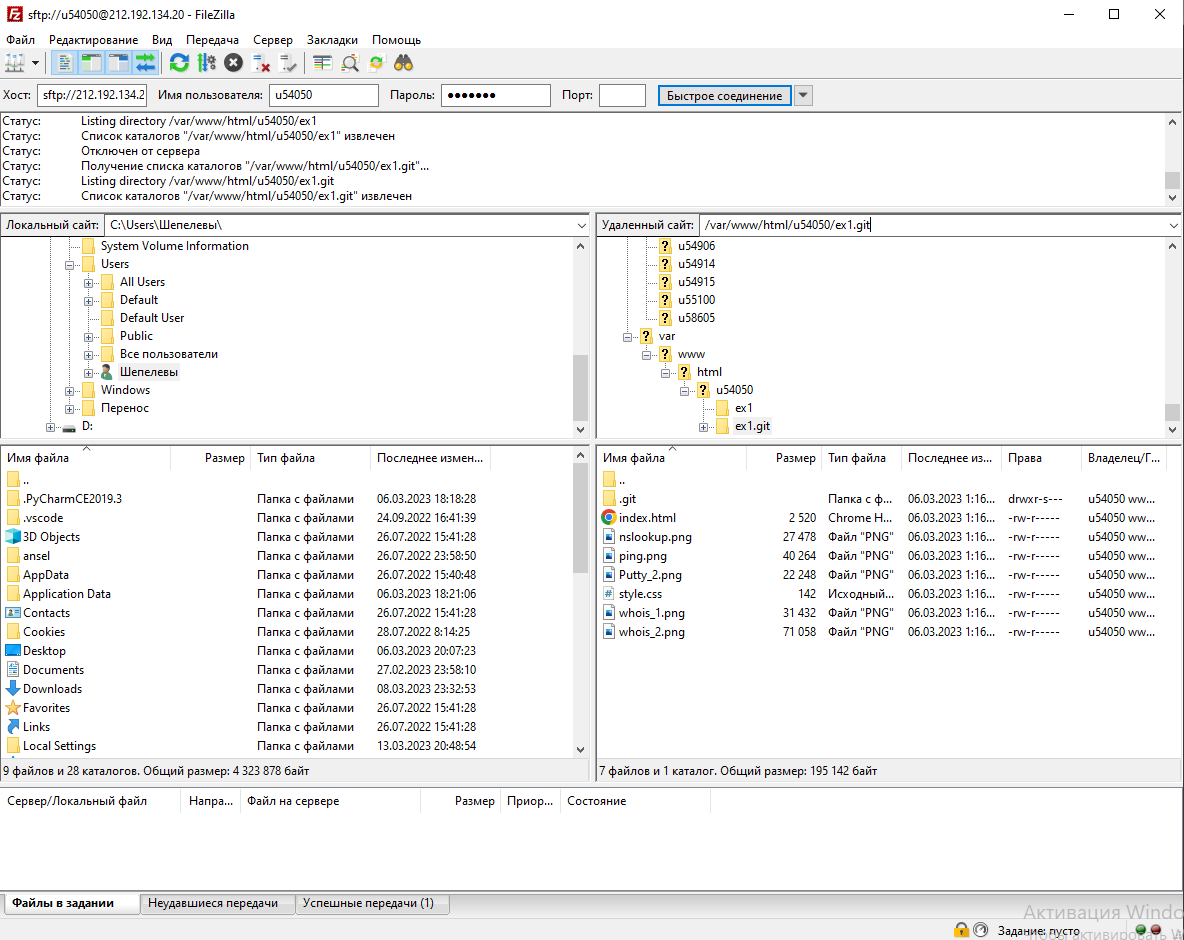 sftp://u54050@212.192.134.20 - FileZilla
Файл Редактирование Вид Передача Сервер Закладки Помощь
Хост: sftp://212.192.134.2 Имя пользователя: u54050 Пароль: ●●●●●●● Порт: Быстрое соединение
Статус: Listing directory /var/www/html/u54050/ex1
Статус: Список каталогов "/var/www/html/u54050/ex1" извлечен
Статус: Отключен от сервера
Статус: Получение списка каталогов "/var/www/html/u54050/ex1.git"...
Статус: Listing directory /var/www/html/u54050/ex1.git
Статус: Список каталогов "/var/www/html/u54050/ex1.git" извлечен
Локальный сайт: C:\Users\Шепелевы\
System Volume Information
Users
All Users
Default
Default User
Public
Все пользователи
Шепелевы
Windows
Перенос
D:
Удаленный сайт: /var/www/html/u54050/ex1.git
u54906
u54914
u54915
u55100
u58605
var
www
html
u54050
ex1
ex1.git
Имя файла Размер Тип файла Последнее измен...
..
.PyCharmCE2019.3 Папка с файлами 06.03.2023 18:18:28
.vscode Папка с файлами 24.09.2022 16:41:39
3D Objects Папка с файлами 26.07.2022 15:41:28
ansel Папка с файлами 26.07.2022 23:58:50
AppData Папка с файлами 26.07.2022 15:40:48
Application Data Папка с файлами 06.03.2023 18:21:06
Contacts Папка с файлами 26.07.2022 15:41:28
Cookies Папка с файлами 28.07.2022 8:14:25
Desktop Папка с файлами 06.03.2023 20:07:23
Documents Папка с файлами 27.02.2023 23:58:10
Downloads Папка с файлами 08.03.2023 23:32:53
Favorites Папка с файлами 26.07.2022 15:41:28
Links Папка с файлами 26.07.2022 15:41:28
Local Settings Папка с файлами 13.03.2023 20:48:54
9 файлов и 28 каталогов. Общий размер: 4 323 878 байт
Имя файла Размер Тип файла Последнее из... Права Владелец/Г...
..
.git Папка с ф... 06.03.2023 1:16... drwxr-s--- u54050 ww...
index.html 2 520 Chrome H... 06.03.2023 1:16... -rw-r----- u54050 ww...
nslookup.png 27 478 Файл "PNG" 06.03.2023 1:16... -rw-r----- u54050 ww...
ping.png 40 264 Файл "PNG" 06.03.2023 1:16... -rw-r----- u54050 ww...
Putty_2.png 22 248 Файл "PNG" 06.03.2023 1:16... -rw-r----- u54050 ww...
style.css 142 Исходный... 06.03.2023 1:16... -rw-r----- u54050 ww...
whois_1.png 31 432 Файл "PNG" 06.03.2023 1:16... -rw-r----- u54050 ww...
whois_2.png 71 058 Файл "PNG" 06.03.2023 1:16... -rw-r----- u54050 ww...
7 файлов и 1 каталог. Общий размер: 195 142 байт
Сервер/Локальный файл Напра... Файл на сервере Размер Приор... Состояние
Файлы в задании Неудавшиеся передачи Успешные передачи (1)
Активация Windo
Задание: пусто